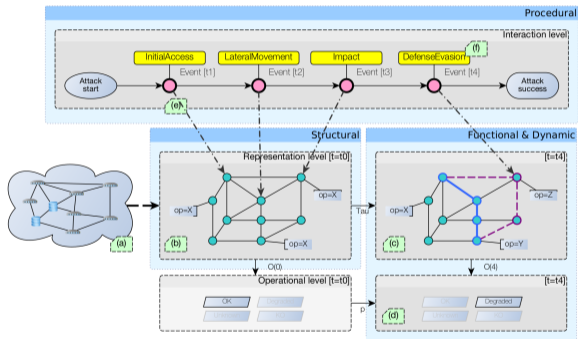 Procedural
Interaction level
(f)
InitialAccess
LateralMovement
Impact
DefenseEvasion
Event [t1]
Event [t2]
Event [t3]
Event [t4]
Attack start
Attack success
(e)
Structural
Functional & Dynamic
Representation level [t=t0]
[t=t4]
op=X
op=X
op=X
op=Z
op=X
op=Y
Tau
(a)
(b)
(c)
O(0)
O(4)
Operational level [t=t0]
[t=t4]
OK
Degraded
p
(d)